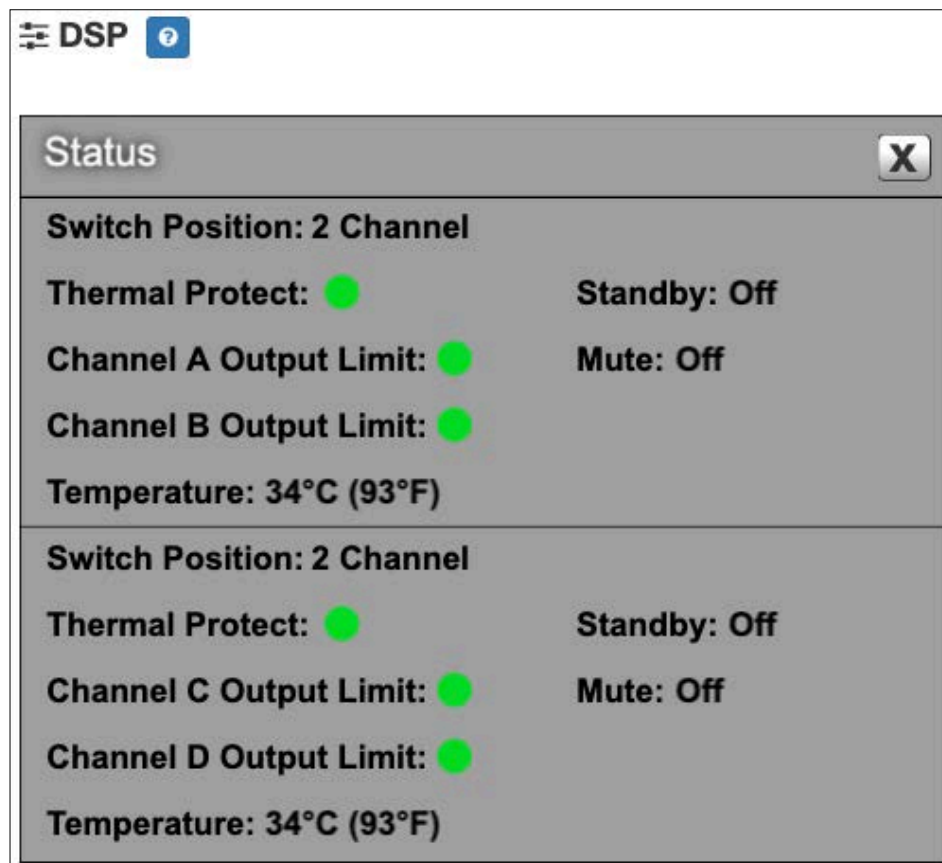 DSP ?
Status X
Switch Position: 2 Channel
Thermal Protect: Standby: Off
Channel A Output Limit: Mute: Off
Channel B Output Limit:
Temperature: 34°C (93°F)
Switch Position: 2 Channel
Thermal Protect: Standby: Off
Channel C Output Limit: Mute: Off
Channel D Output Limit:
Temperature: 34°C (93°F)